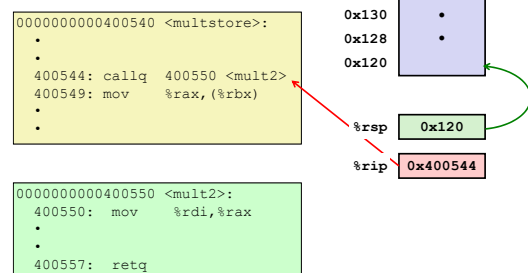 0000000000400540 <multstore>:
•
•
400544: callq 400550 <mult2>
400549: mov %rax,(%rbx)
•
•
0000000000400550 <mult2>:
400550: mov %rdi,%rax
•
•
400557: retq
0x130 •
0x128 •
0x120
%rsp 0x120
%rip 0x400544